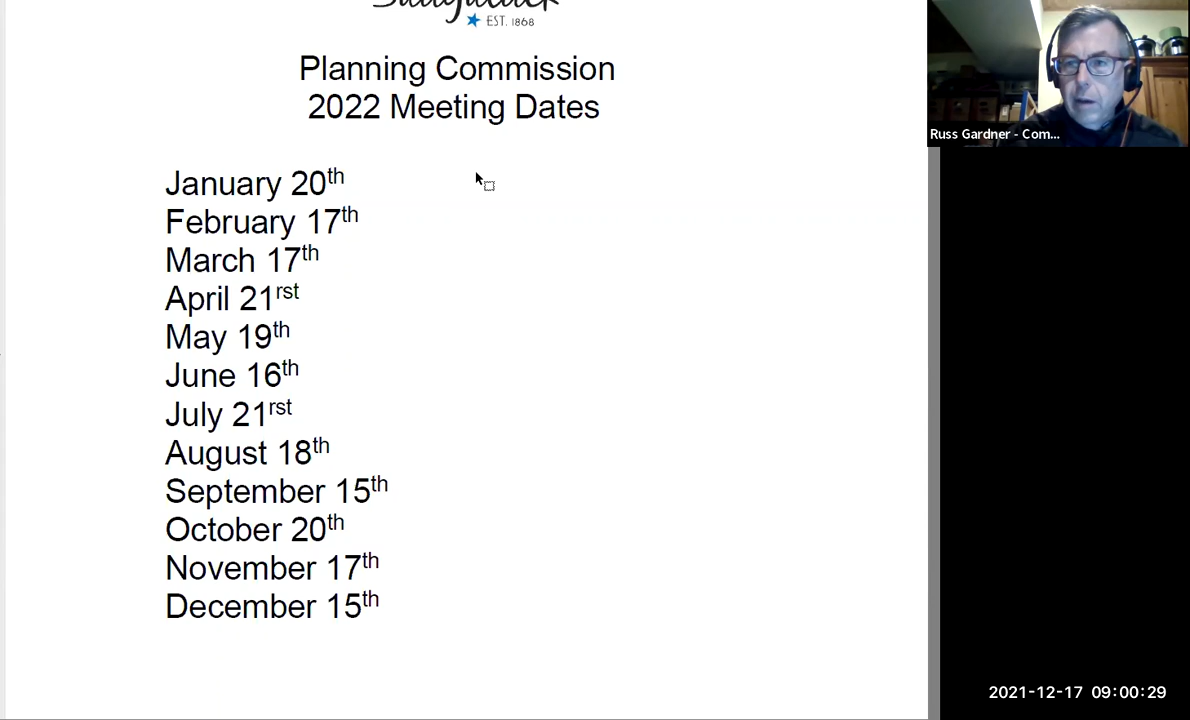 EST. 1868
Planning Commission
2022 Meeting Dates
January 20th
February 17th
March 17th
April 21rst
May 19th
June 16th
July 21rst
August 18th
September 15th
October 20th
November 17th
December 15th
Russ Gardner - Com...
2021-12-17 09:00:29